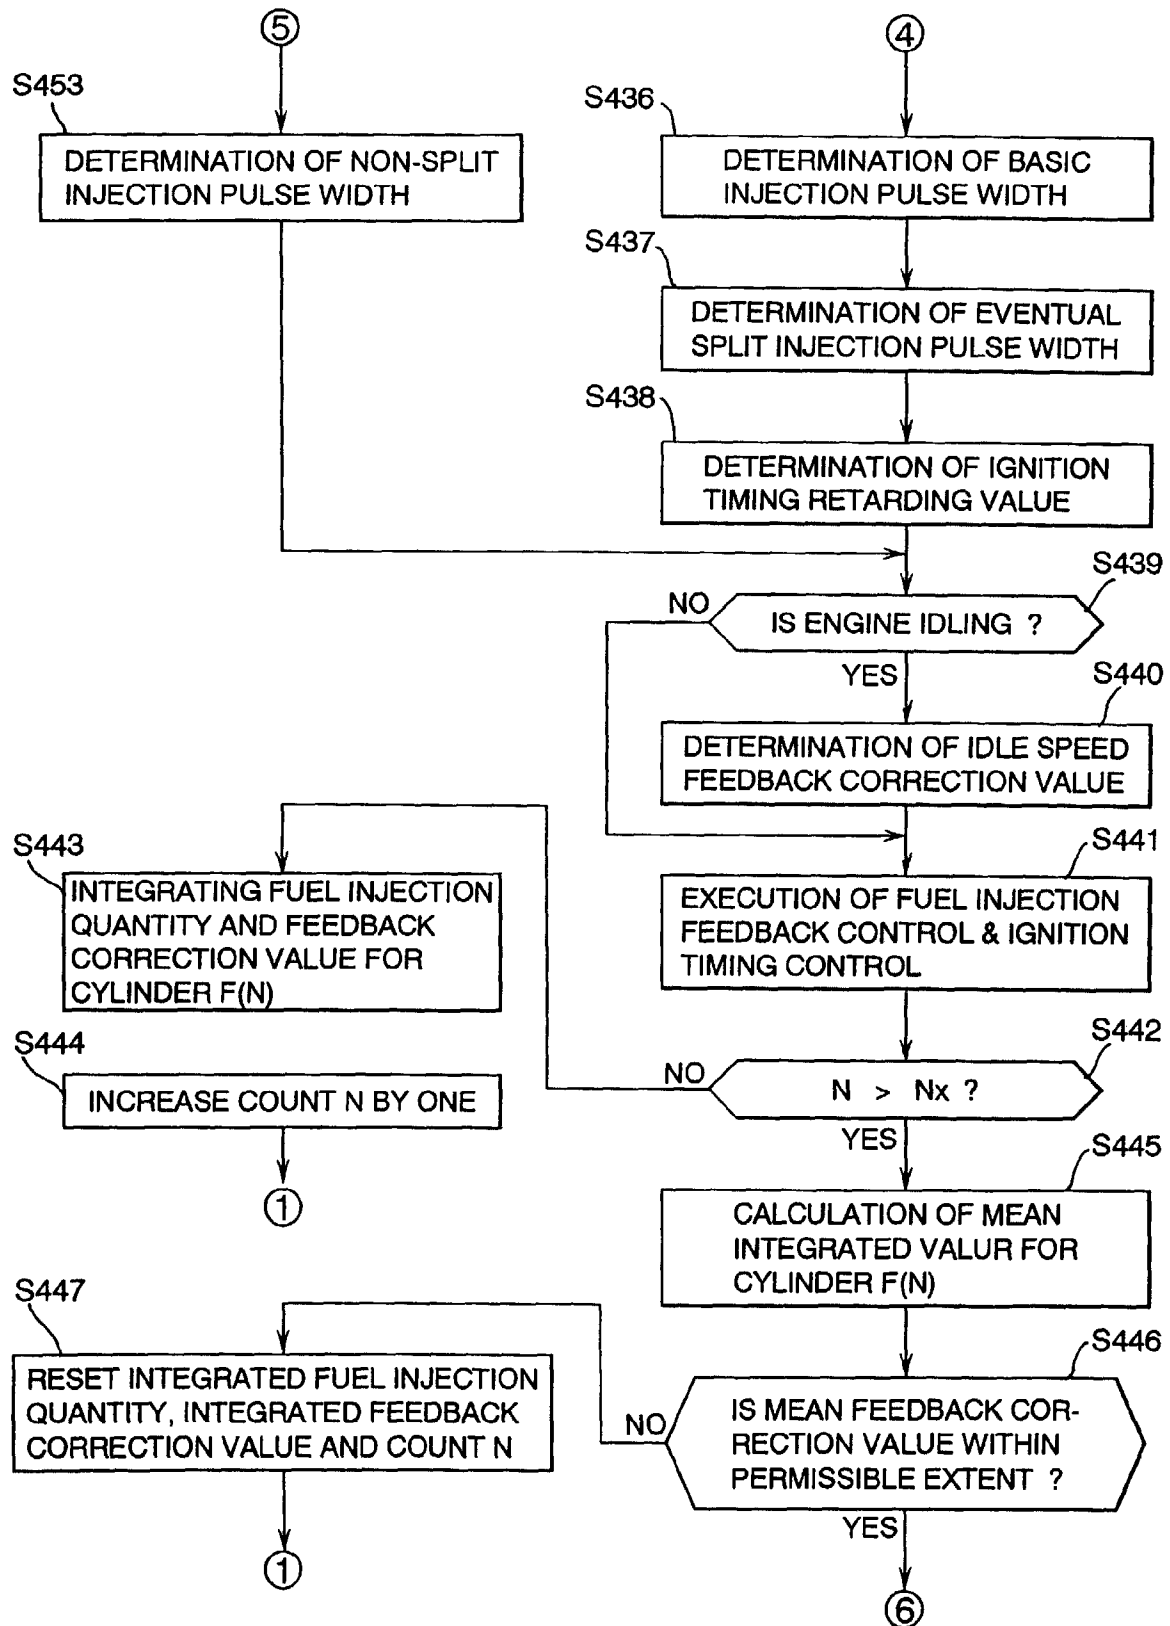 ⑤
④
S453
DETERMINATION OF NON-SPLIT
INJECTION PULSE WIDTH
S436
DETERMINATION OF BASIC
INJECTION PULSE WIDTH
S437
DETERMINATION OF EVENTUAL
SPLIT INJECTION PULSE WIDTH
S438
DETERMINATION OF IGNITION
TIMING RETARDING VALUE
S439
NO
IS ENGINE IDLING ?
YES
S440
DETERMINATION OF IDLE SPEED
FEEDBACK CORRECTION VALUE
S441
EXECUTION OF FUEL INJECTION
FEEDBACK CONTROL & IGNITION
TIMING CONTROL
S442
NO
N > Nx ?
YES
S443
INTEGRATING FUEL INJECTION
QUANTITY AND FEEDBACK
CORRECTION VALUE FOR
CYLINDER F(N)
S444
INCREASE COUNT N BY ONE
①
S445
CALCULATION OF MEAN
INTEGRATED VALUR FOR
CYLINDER F(N)
S446
NO
IS MEAN FEEDBACK COR-
RECTION VALUE WITHIN
PERMISSIBLE EXTENT ?
YES
S447
RESET INTEGRATED FUEL INJECTION
QUANTITY, INTEGRATED FEEDBACK
CORRECTION VALUE AND COUNT N
①
⑥